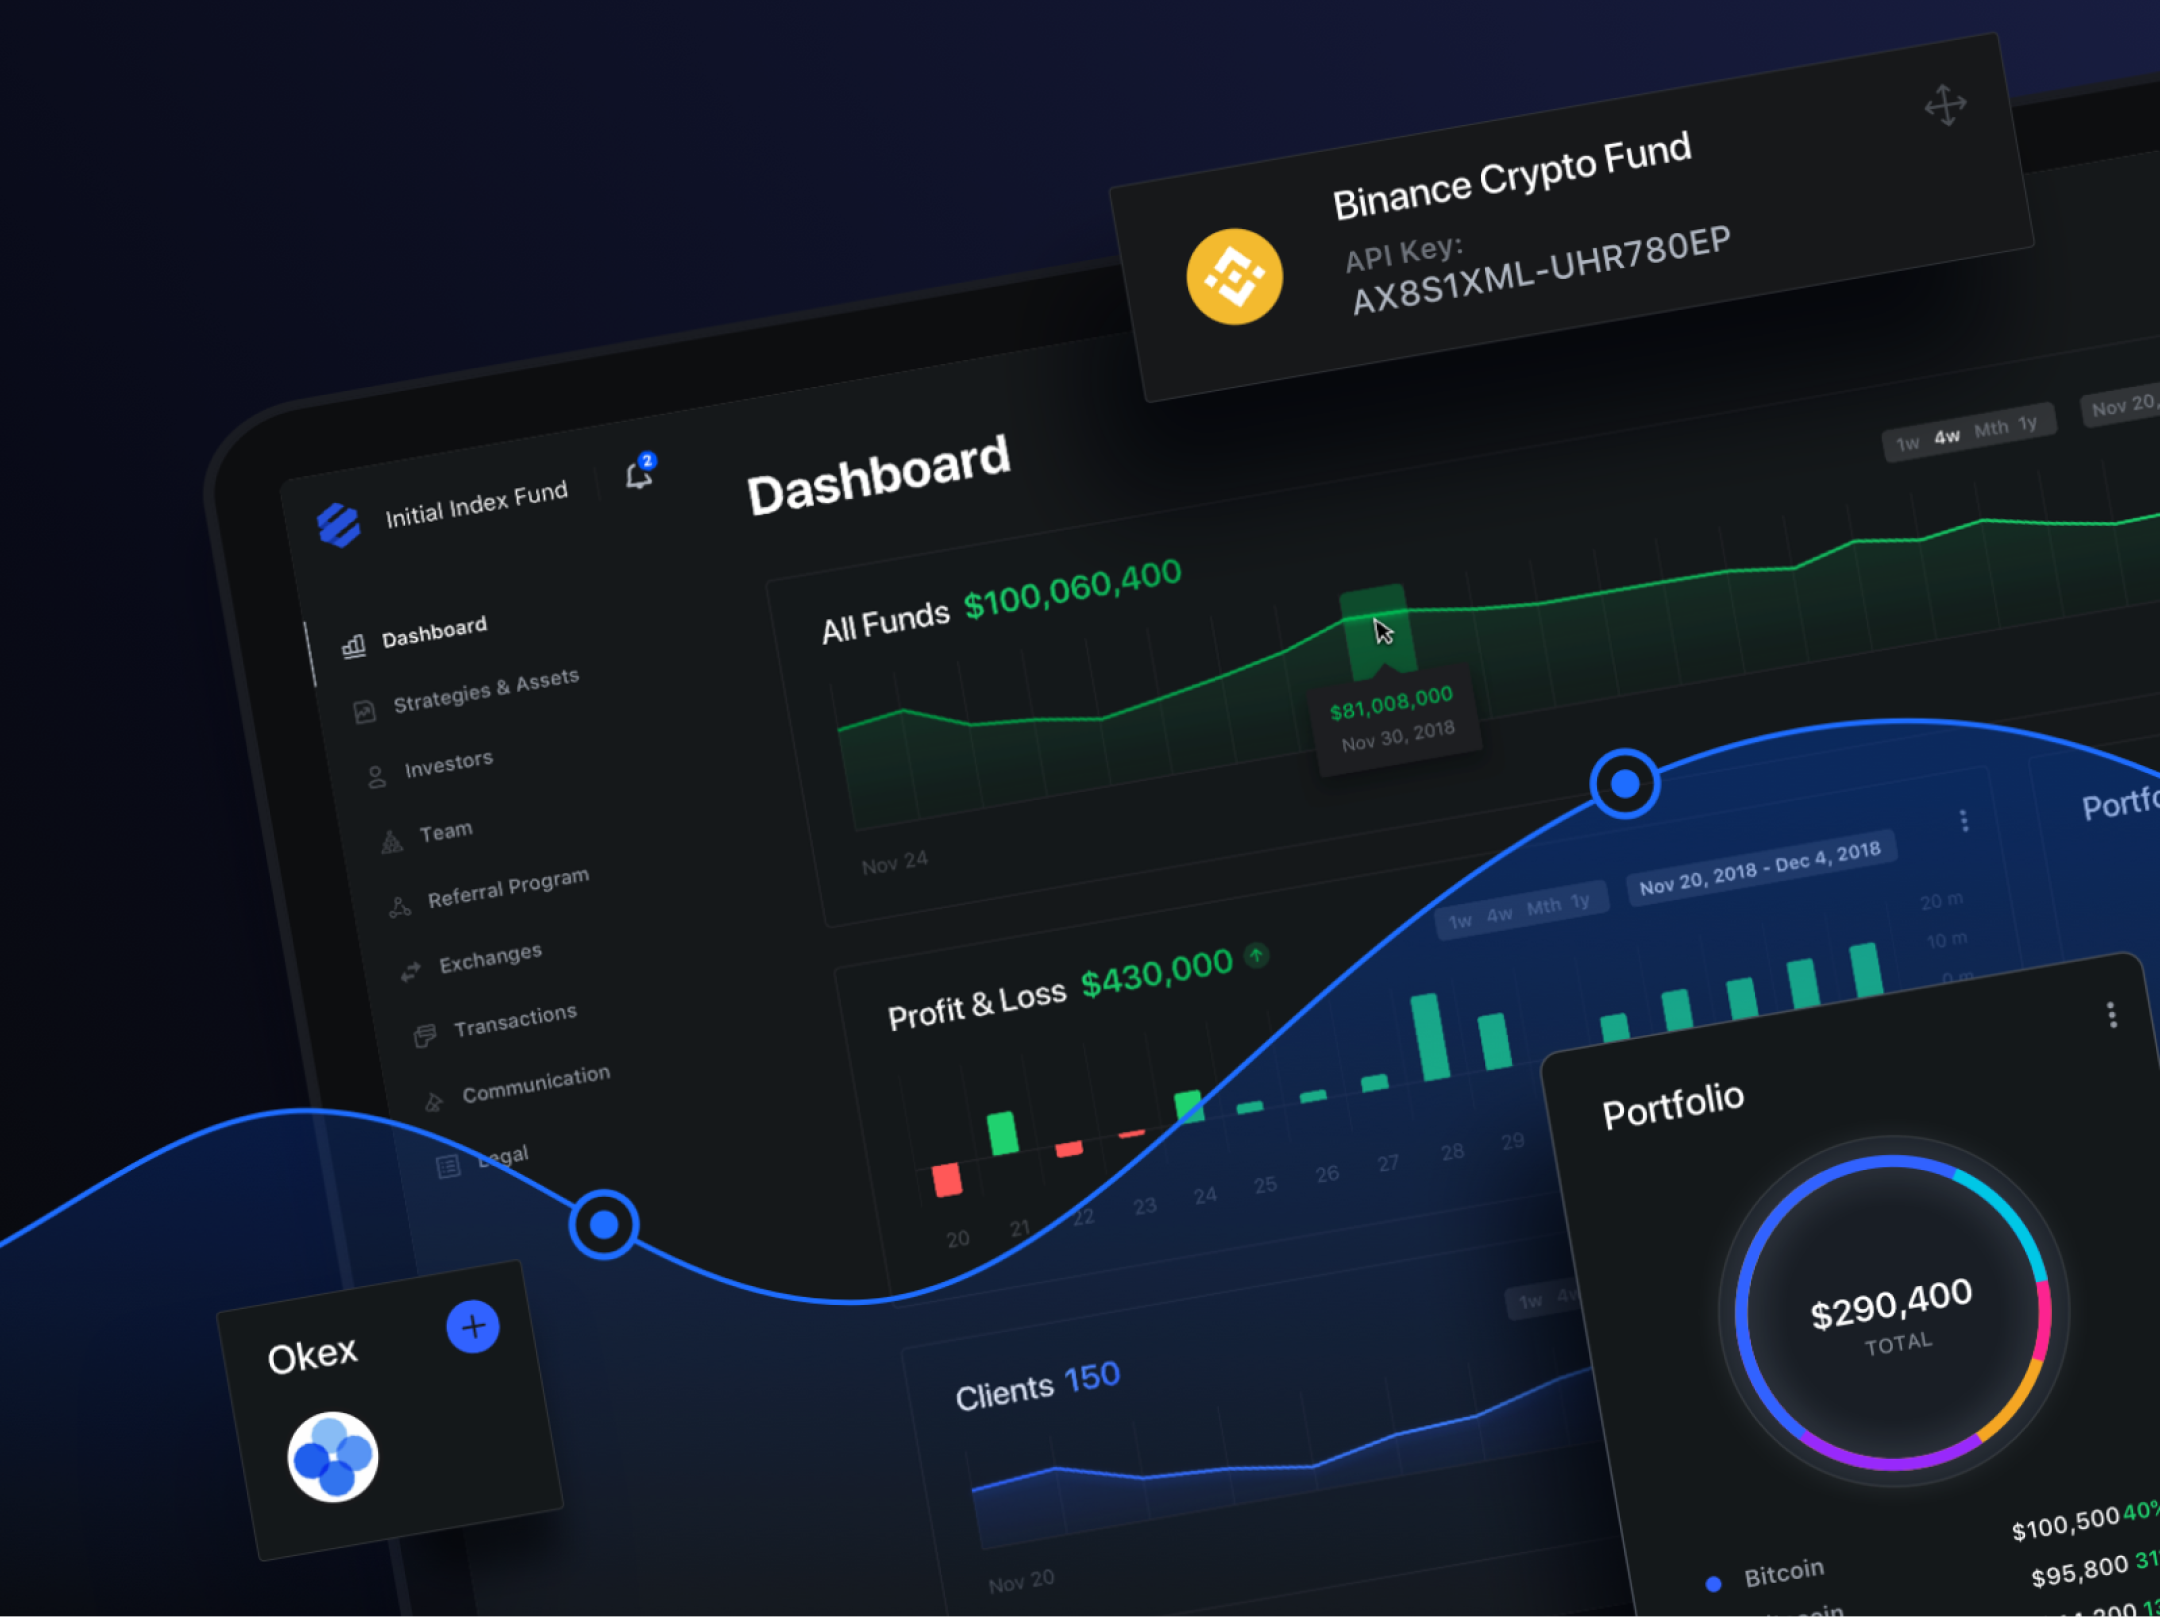 Binance Crypto Fund
API Key:
AX8S1XML-UHR780EP
Initial Index Fund
2
Dashboard
1w 4w Mth 1y
Nov 20,
Dashboard
Strategies & Assets
Investors
Team
Referral Program
Exchanges
Transactions
Communication
Legal
All Funds $100,060,400
$81,008,000
Nov 30, 2018
Nov 24
Profit & Loss $430,000
1w 4w Mth 1y
Nov 20, 2018 - Dec 4, 2018
20 m
10 m
0 m
20 21 22 23 24 25 26 27 28 29
Portfolio
$290,400
TOTAL
$100,500 40%
Bitcoin
$95,800
Clients 150
1w 4w
Nov 20
Okex